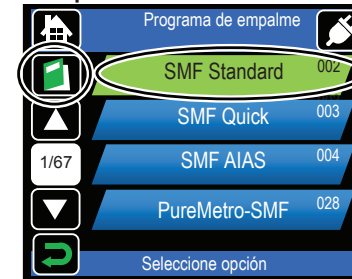 Programa de empalme
SMF Standard 002
SMF Quick 003
1/67
SMF AIAS 004
PureMetro-SMF 028
Seleccione opción